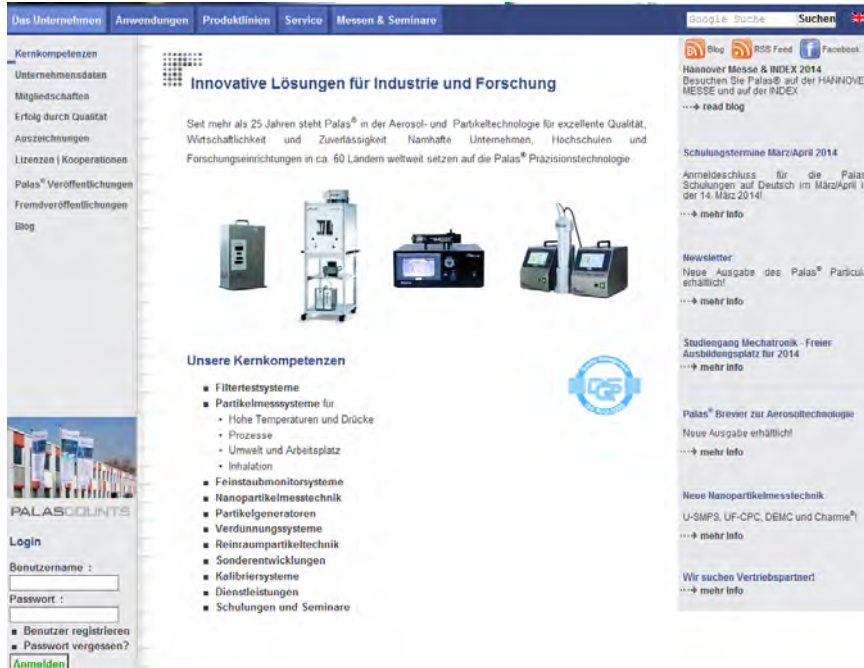 Das Unternehmen Anwendungen Produktlinien Service Messen & Seminare
Google Suche Suchen
Kernkompetenzen
Unternehmensdaten
Mitgliedschaften
Erfolg durch Qualität
Auszeichnungen
Lizenzen | Kooperationen
Palas® Veröffentlichungen
Fremdveröffentlichungen
Blog
Innovative Lösungen für Industrie und Forschung
Seit mehr als 25 Jahren steht Palas® in der Aerosol- und Partikeltechnologie für exzellente Qualität,
Wirtschaftlichkeit und Zuverlässigkeit Namhafte Unternehmen, Hochschulen und
Forschungseinrichtungen in ca. 60 Ländern weltweit setzen auf die Palas® Präzisionstechnologie
Unsere Kernkompetenzen
Filtertestsysteme
Partikelmesssysteme für
Hohe Temperaturen und Drücke
Prozesse
Umwelt und Arbeitsplatz
Inhalation
Feinstaubmonitorsysteme
Nanopartikelmesstechnik
Partikelgeneratoren
Verdünnungssysteme
Reinraumpartikeltechnik
Sonderentwicklungen
Kalibriersysteme
Dienstleistungen
Schulungen und Seminare
DQS
PALASCOUNTS
Login
Benutzername :
Passwort :
Benutzer registrieren
Passwort vergessen?
Anmelden
Blog RSS Feed Facebook
Hannover Messe & INDEX 2014
Besuchen Sie Palas® auf der HANNOVE
MESSE und auf der INDEX
read blog
Schulungstermine März/April 2014
Anmeldeschluss für die Palas
Schulungen auf Deutsch im März/April i
der 14. März 2014!
mehr Info
Newsletter
Neue Ausgabe des Palas® Particula
erhältlich!
mehr Info
Studiengang Mechatronik - Freier
Ausbildungsplatz für 2014
mehr Info
Palas® Brevier zur Aerosoltechnologie
Neue Ausgabe erhältlich!
mehr Info
Neue Nanopartikelmesstechnik
U-SMPS, UF-CPC, DEMC und Charme®!
mehr Info
Wir suchen Vertriebspartner!
mehr Info